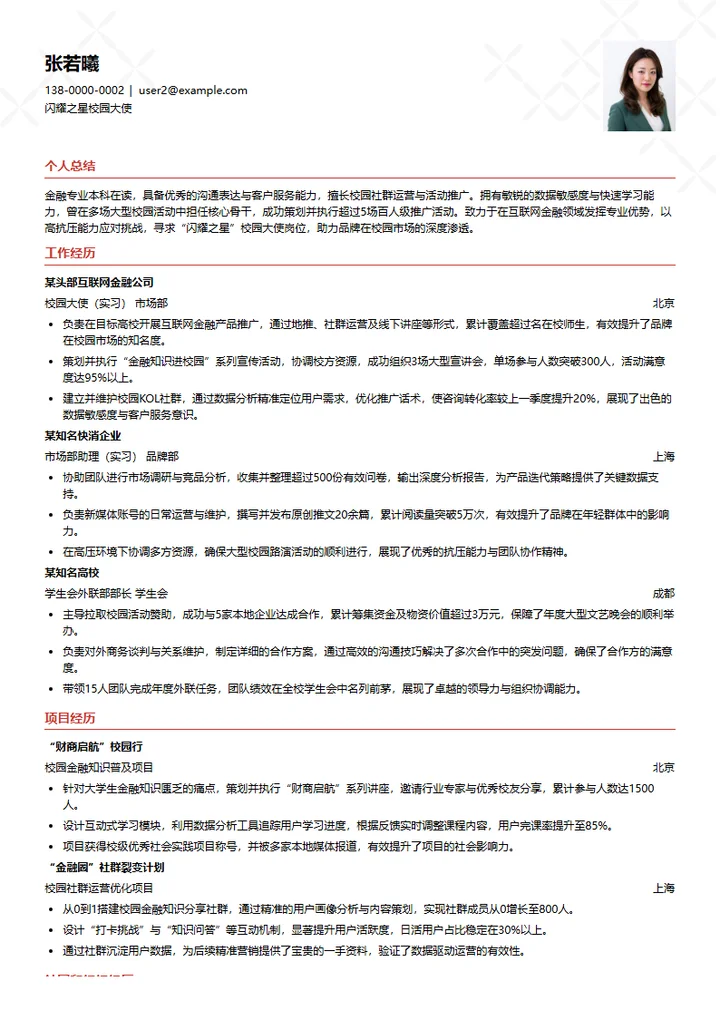 张若曦
138-0000-0002 | user2@example.com
闪耀之星校园大使
个人总结
金融专业本科在读，具备优秀的沟通表达与客户服务能力，擅长校园社群运营与活动推广。拥有敏锐的数据敏感度与快速学习能
力，曾在多场大型校园活动中担任核心骨干，成功策划并执行超过5场百人级推广活动。致力于在互联网金融领域发挥专业优势，以
高抗压能力应对挑战，寻求“闪耀之星”校园大使岗位，助力品牌在校园市场的深度渗透。
工作经历
某头部互联网金融公司
校园大使（实习） 市场部 北京
• 负责在目标高校开展互联网金融产品推广，通过地推、社群运营及线下讲座等形式，累计覆盖超过名在校师生，有效提升了品牌
在校园市场的知名度。
• 策划并执行“金融知识进校园”系列宣传活动，协调校方资源，成功组织3场大型宣讲会，单场参与人数突破300人，活动满意
度达95%以上。
• 建立并维护校园KOL社群，通过数据分析精准定位用户需求，优化推广话术，使咨询转化率较上一季度提升20%，展现了出色的
数据敏感度与客户服务意识。
某知名快消企业
市场部助理（实习） 品牌部 上海
• 协助团队进行市场调研与竞品分析，收集并整理超过500份有效问卷，输出深度分析报告，为产品迭代策略提供了关键数据支
持。
• 负责新媒体账号的日常运营与维护，撰写并发布原创推文20余篇，累计阅读量突破5万次，有效提升了品牌在年轻群体中的影响
力。
• 在高压环境下协调多方资源，确保大型校园路演活动的顺利进行，展现了优秀的抗压能力与团队协作精神。
某知名高校
学生会外联部部长 学生会 成都
• 主导拉取校园活动赞助，成功与5家本地企业达成合作，累计筹集资金及物资价值超过3万元，保障了年度大型文艺晚会的顺利举
办。
• 负责对外商务谈判与关系维护，制定详细的合作方案，通过高效的沟通技巧解决了多次合作中的突发问题，确保了合作方的满意
度。
• 带领15人团队完成年度外联任务，团队绩效在全校学生会中名列前茅，展现了卓越的领导力与组织协调能力。
项目经历
“财商启航”校园行
校园金融知识普及项目 北京
• 针对大学生金融知识匮乏的痛点，策划并执行“财商启航”系列讲座，邀请行业专家与优秀校友分享，累计参与人数达1500
人。
• 设计互动式学习模块，利用数据分析工具追踪用户学习进度，根据反馈实时调整课程内容，用户完课率提升至85%。
• 项目获得校级优秀社会实践项目称号，并被多家本地媒体报道，有效提升了项目的社会影响力。
“金融圈”社群裂变计划
校园社群运营优化项目 上海
• 从0到1搭建校园金融知识分享社群，通过精准的用户画像分析与内容策划，实现社群成员从0增长至800人。
• 设计“打卡挑战”与“知识问答”等互动机制，显著提升用户活跃度，日活用户占比稳定在30%以上。
• 通过社群沉淀用户数据，为后续精准营销提供了宝贵的一手资料，验证了数据驱动运营的有效性。